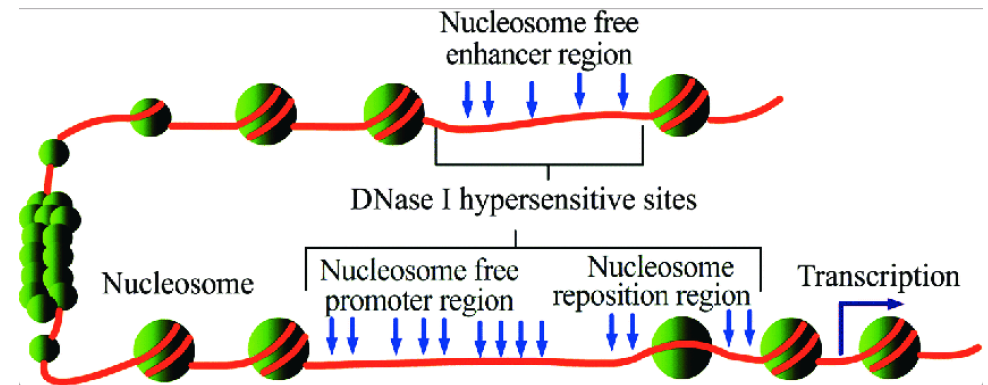 Nucleosome free
enhancer region
DNase I hypersensitive sites
Nucleosome
Nucleosome free
promoter region
Nucleosome
reposition region
Transcription